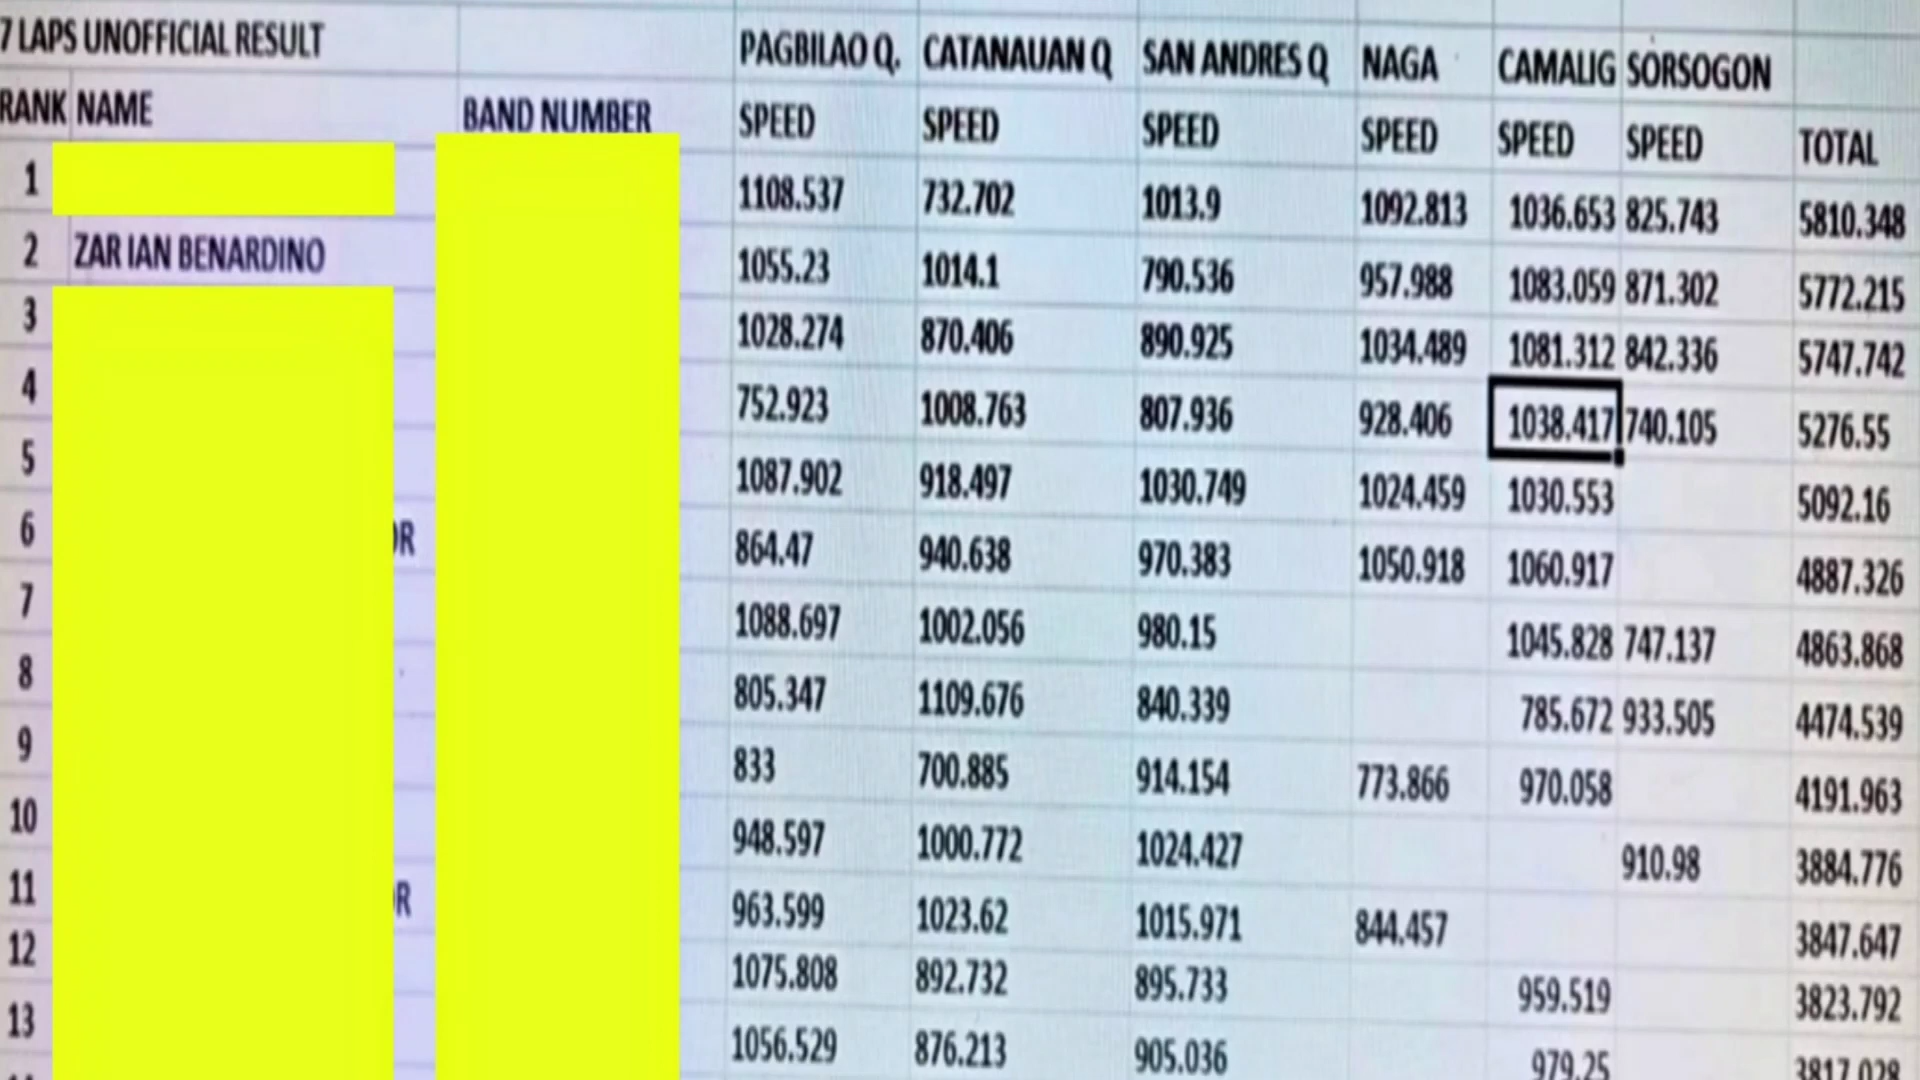 7 LAPS UNOFFICIAL RESULT PAGBILAO Q. CATANAUAN Q SAN ANDRES Q NAGA CAMALIG SORSOGON
RANK NAME BAND NUMBER SPEED SPEED SPEED SPEED SPEED SPEED TOTAL
1 1108.537 732.702 1013.9 1092.813 1036.653 825.743 5810.348
2 ZAR IAN BENARDINO 1055.23 1014.1 790.536 957.988 1083.059 871.302 5772.215
3 1028.274 870.406 890.925 1034.489 1081.312 842.336 5747.742
4 752.923 1008.763 807.936 928.406 1038.417 740.105 5276.55
5 1087.902 918.497 1030.749 1024.459 1030.553 5092.16
6 864.47 940.638 970.383 1050.918 1060.917 4887.326
7 1088.697 1002.056 980.15 1045.828 747.137 4863.868
8 805.347 1109.676 840.339 785.672 933.505 4474.539
9 833 700.885 914.154 773.866 970.058 4191.963
10 948.597 1000.772 1024.427 910.98 3884.776
11 963.599 1023.62 1015.971 844.457 3847.647
12 1075.808 892.732 895.733 959.519 3823.792
13 1056.529 876.213 905.036 979.25 3817.028